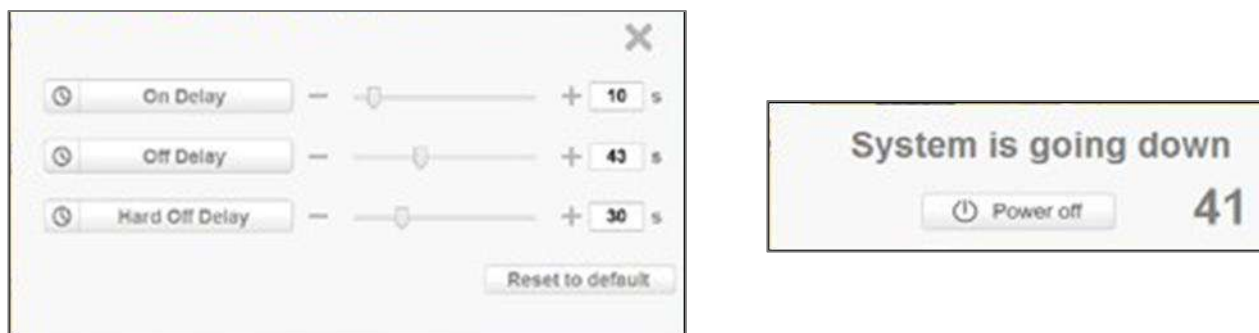 On Delay 10 s
Off Delay 43 s
Hard Off Delay 30 s
Reset to default
System is going down
Power off 41